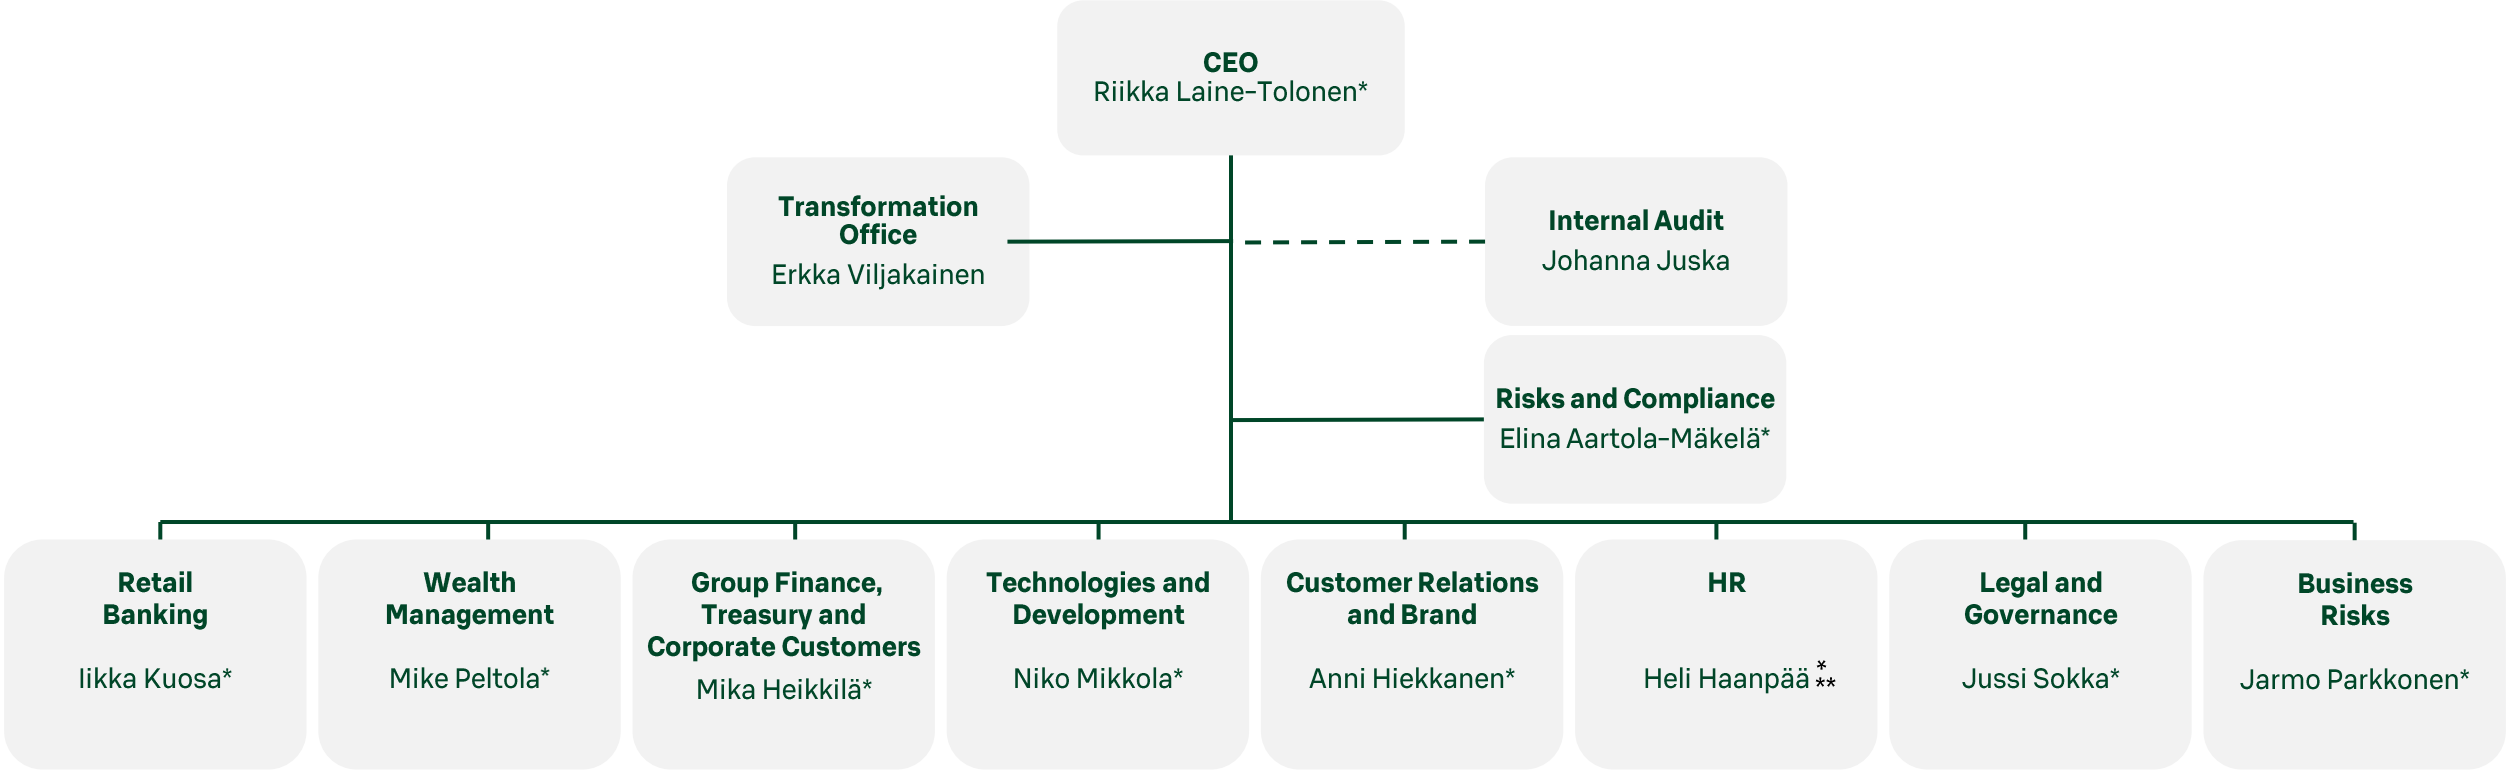 CEO
Riikka Laine-Tolonen*
Transformation
Office
Erkka Viljakainen
Internal Audit
Johanna Juska
Risks and Compliance
Elina Aartola-Mäkelä*
Retail
Banking
Iikka Kuosa*
Wealth
Management
Mike Peltola*
Group Finance,
Treasury and
Corporate Customers
Mika Heikkilä*
Technologies and
Development
Niko Mikkola*
Customer Relations
and Brand
Anni Hiekkanen*
HR
Heli Haanpää * **
Legal and
Governance
Jussi Sokka*
Business
Risks
Jarmo Parkkonen*